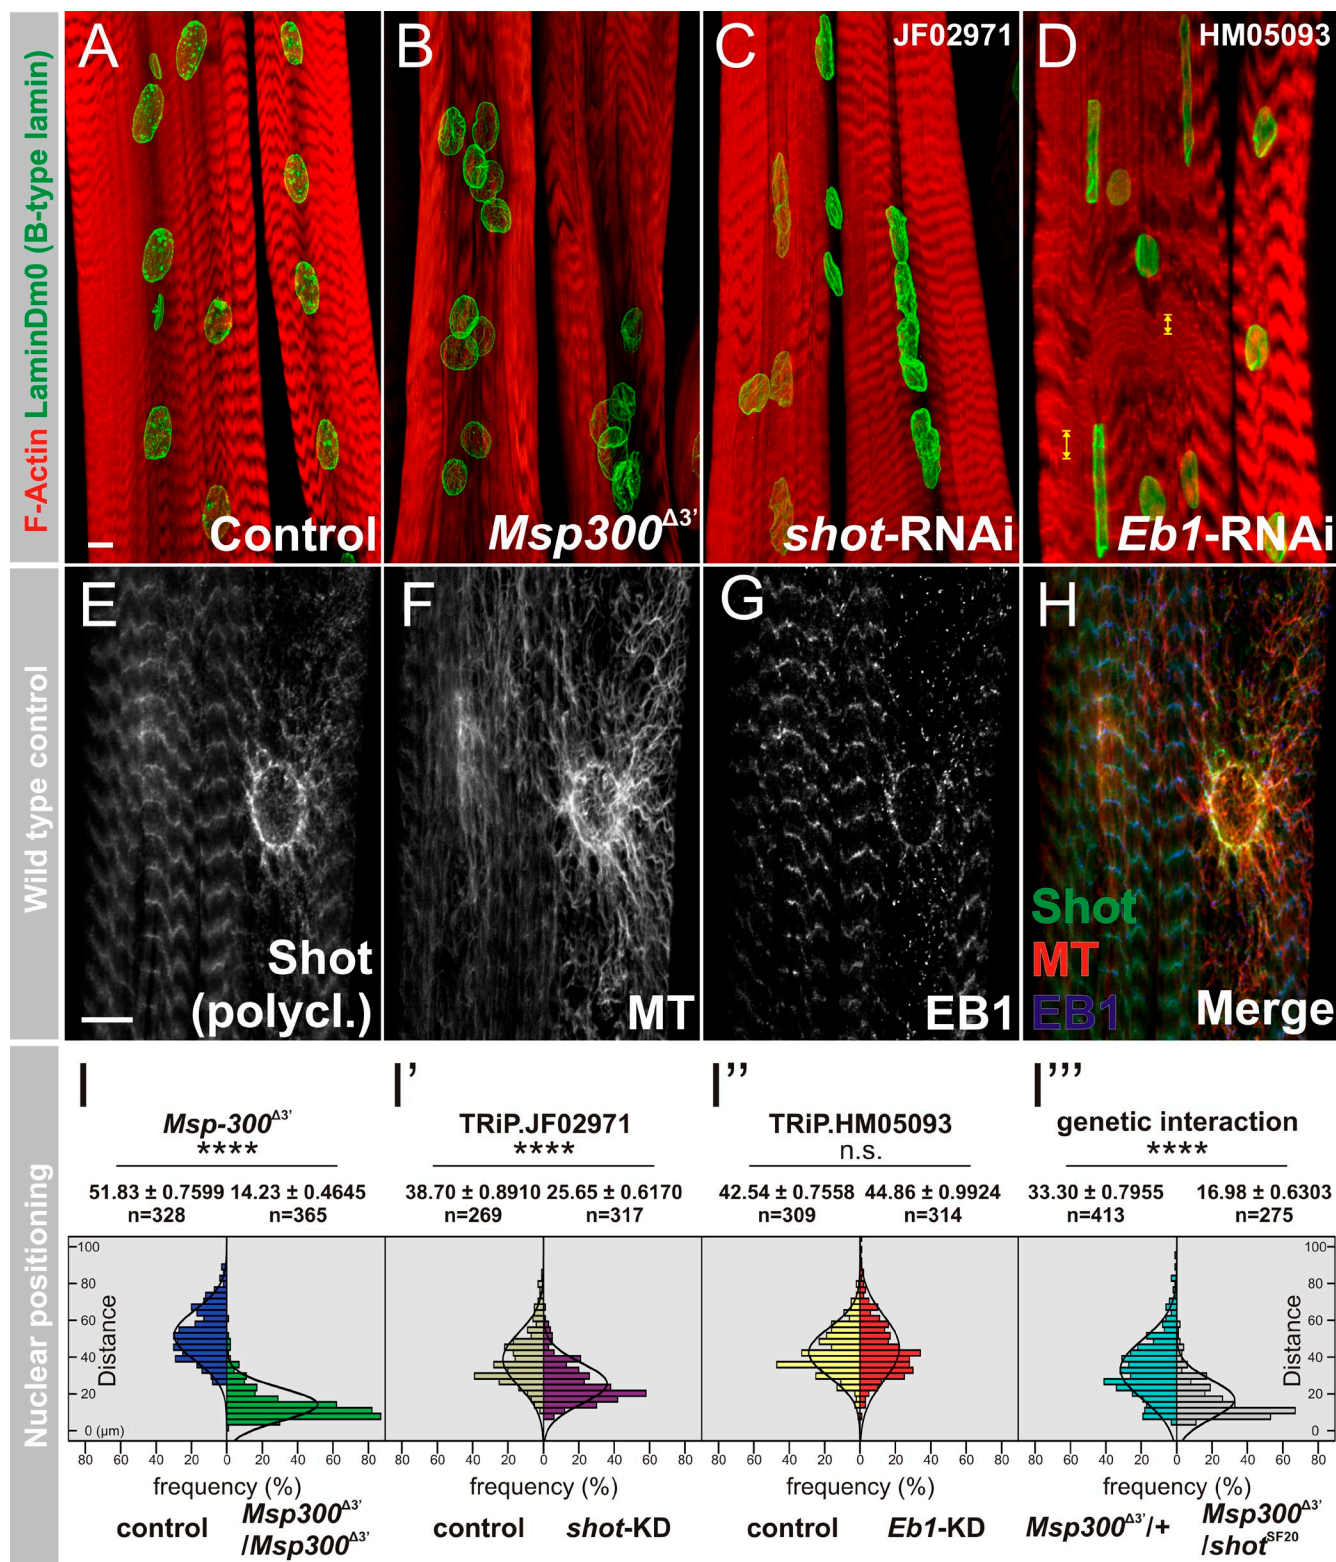 F-Actin LaminDm0 (B-type lamin)
A
Control
B
Msp300Δ3’
C
JF02971
shot-RNAi
D
HM05093
Eb1-RNAi
Wild type control
E
Shot
(polycl.)
F
MT
G
EB1
H
Shot
MT
EB1
Merge
Nuclear positioning
I
Msp-300Δ3’
****
51.83 ± 0.7599 14.23 ± 0.4645
n=328 n=365
I’
TRiP.JF02971
****
38.70 ± 0.8910 25.65 ± 0.6170
n=269 n=317
I’’
TRiP.HM05093
n.s.
42.54 ± 0.7558 44.86 ± 0.9924
n=309 n=314
I’’’
genetic interaction
****
33.30 ± 0.7955 16.98 ± 0.6303
n=413 n=275
100
80
60
40
20
0 (µm)
Distance
100
80
60
40
20
0
Distance
80 60 40 20 0 20 40 60 80
60 40 20 0 20 40 60 80
80 60 40 20 0 20 40 60 80
60 40 20 0 20 40 60 80
frequency (%) frequency (%) frequency (%) frequency (%)
control
Msp300Δ3’
/Msp300Δ3’
control shot-KD
control Eb1-KD
Msp300Δ3’/+
Msp300Δ3’
/shotSF20